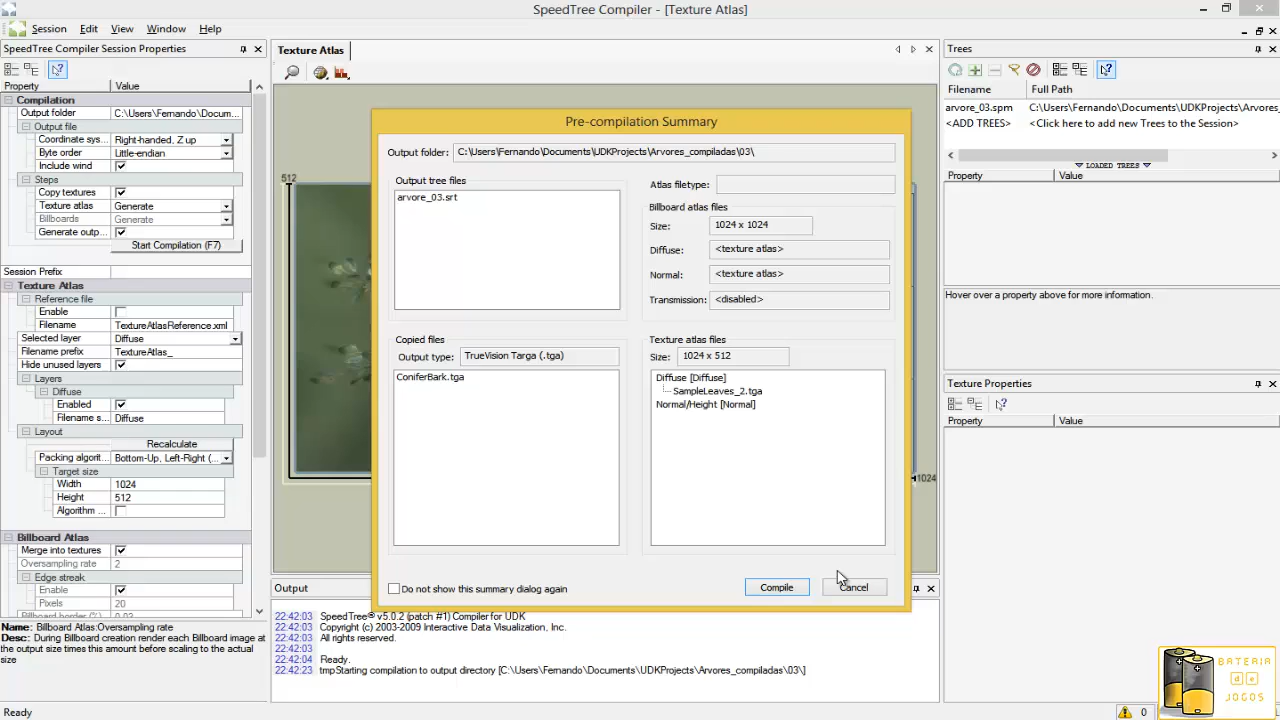 SpeedTree Compiler - [Texture Atlas]
Session Edit View Window Help
SpeedTree Compiler Session Properties
Property Value
Compilation
Output folder C:\Users\Fernando\Docum...
Output file
Coordinate sys... Right-handed, Z up
Byte order Little-endian
Include wind
Steps
Copy textures
Texture atlas Generate
Billboards Generate
Generate outp...
Start Compilation (F7)
Session Prefix
Texture Atlas
Reference file
Enable
Filename TextureAtlasReference.xml
Selected layer Diffuse
Filename prefix TextureAtlas_
Hide unused layers
Layers
Diffuse
Enabled
Filename s... Diffuse
Layout
Recalculate
Packing algorit... Bottom-Up, Left-Right (...
Target size
Width 1024
Height 512
Algorithm ...
Billboard Atlas
Merge into textures
Oversampling rate 2
Edge streak
Enable
Pixels 20
Name: Billboard Atlas:Oversampling rate
Desc: During Billboard creation render each Billboard image at
the output size times this amount before scaling to the actual
size
Ready
Texture Atlas
512
1024
Pre-compilation Summary
Output folder: C:\Users\Fernando\Documents\UDKProjects\Arvores_compiladas\03\
Output tree files
arvore_03.srt
Atlas filetype:
Billboard atlas files
Size: 1024 x 1024
Diffuse: <texture atlas>
Normal: <texture atlas>
Transmission: <disabled>
Copied files
Output type: TrueVision Targa (.tga)
ConiferBark.tga
Texture atlas files
Size: 1024 x 512
Diffuse [Diffuse]
SampleLeaves_2.tga
Normal/Height [Normal]
Do not show this summary dialog again
Compile Cancel
Output
22:42:03 SpeedTree® v5.0.2 (patch #1) Compiler for UDK
22:42:03 Copyright (c) 2003-2009 Interactive Data Visualization, Inc.
22:42:03 All rights reserved.
22:42:03
22:42:04 Ready.
22:42:23 tmpStarting compilation to output directory [C:\Users\Fernando\Documents\UDKProjects\Arvores_compiladas\03\]
Trees
Filename Full Path
arvore_03.spm C:\Users\Fernando\Documents\UDKProjects\Arvores_
<ADD TREES> <Click here to add new Trees to the Session>
LOADED TREES
Property Value
Hover over a property above for more information.
Texture Properties
Property Value
BATERIA
de
JOGOS
0